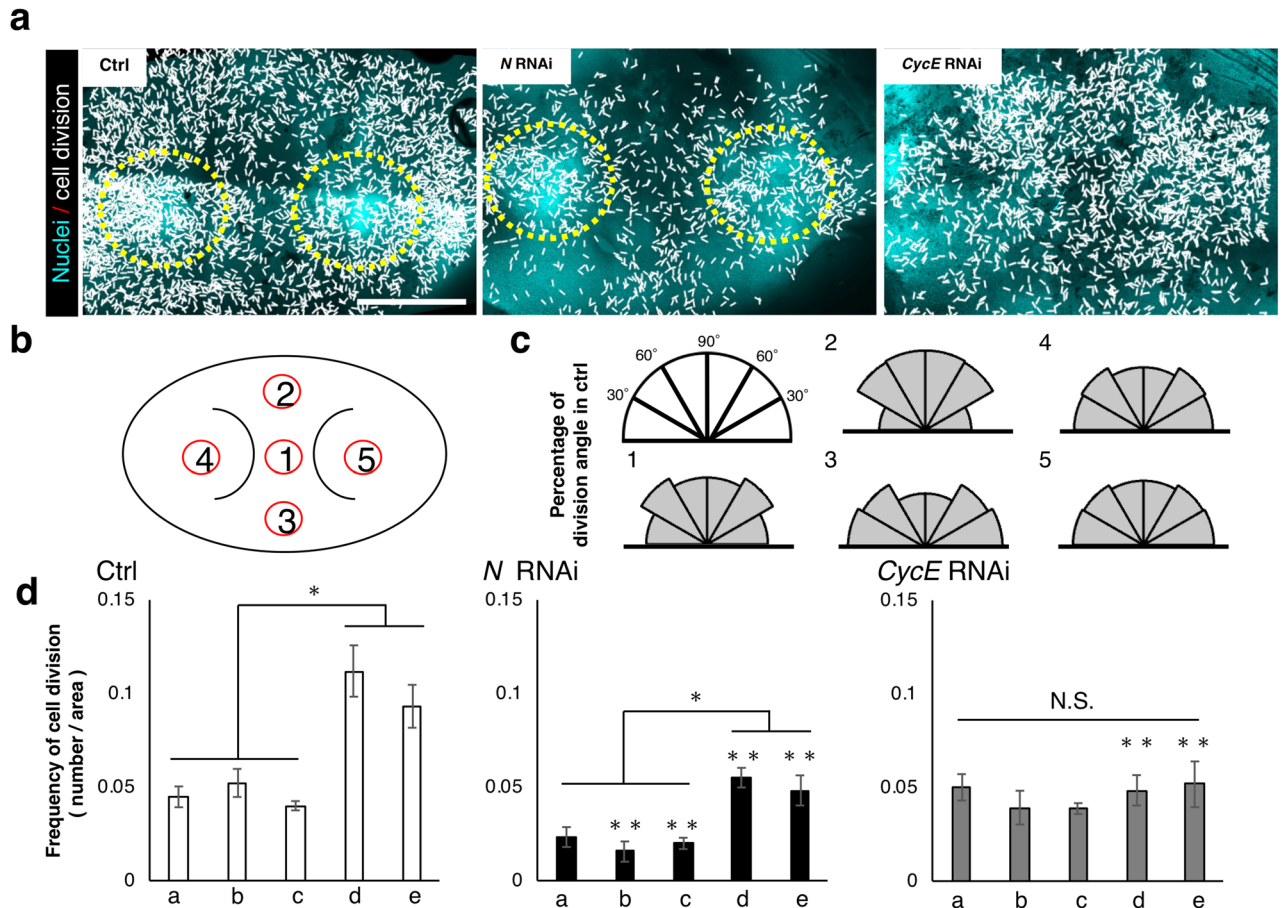 a
Nuclei / cell division
Ctrl
N RNAi
CycE RNAi
b
2
4 1 5
3
c
Percentage of
division angle in ctrl
30° 60° 90° 60° 30°
2
4
1
3
5
d
Frequency of cell division
( number / area )
Ctrl
0.15
0.1
0.05
0
*
a b c d e
N RNAi
0.15
0.1
0.05
0
*
* * * * * * * *
a b c d e
CycE RNAi
0.15
0.1
0.05
0
N.S.
* * * *
a b c d e